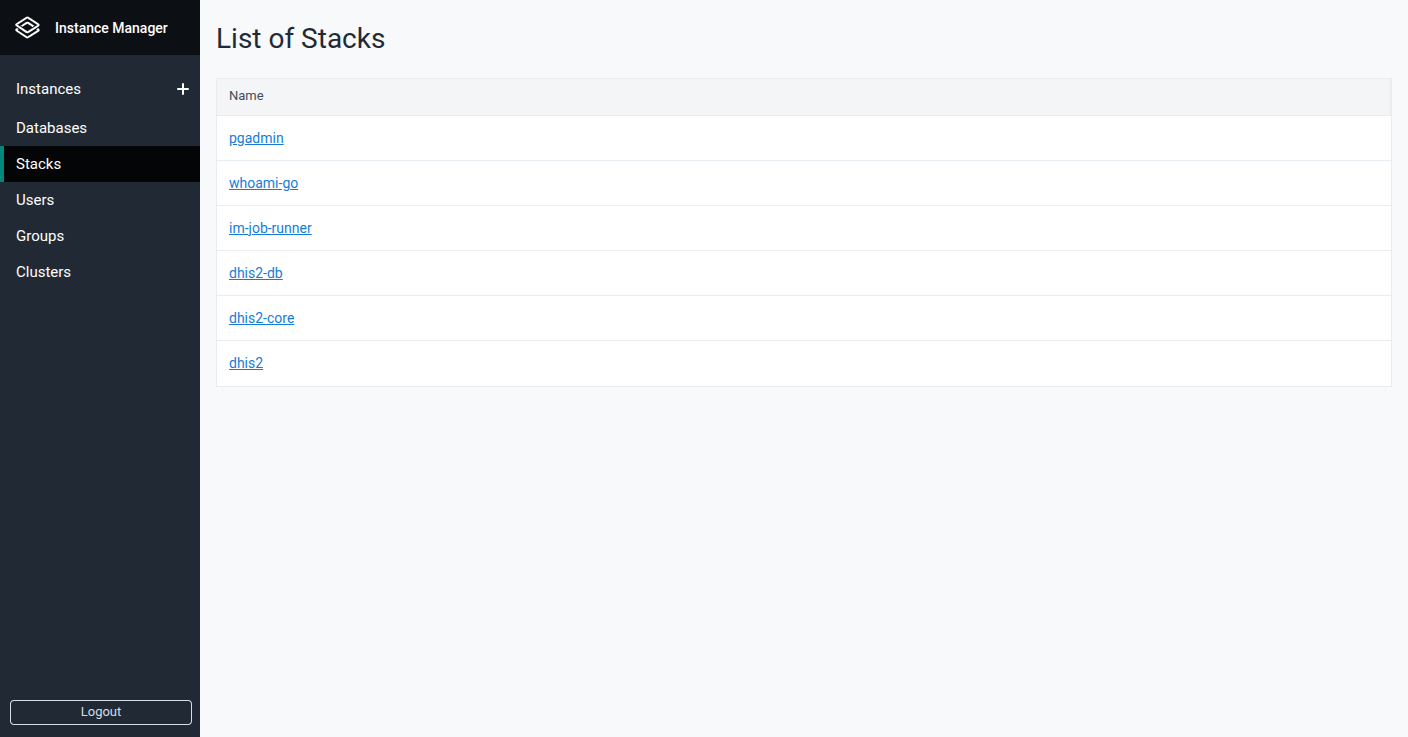 Instance Manager
Instances
Databases
Stacks
Users
Groups
Clusters
Logout
List of Stacks
Name
pgadmin
whoami-go
im-job-runner
dhis2-db
dhis2-core
dhis2